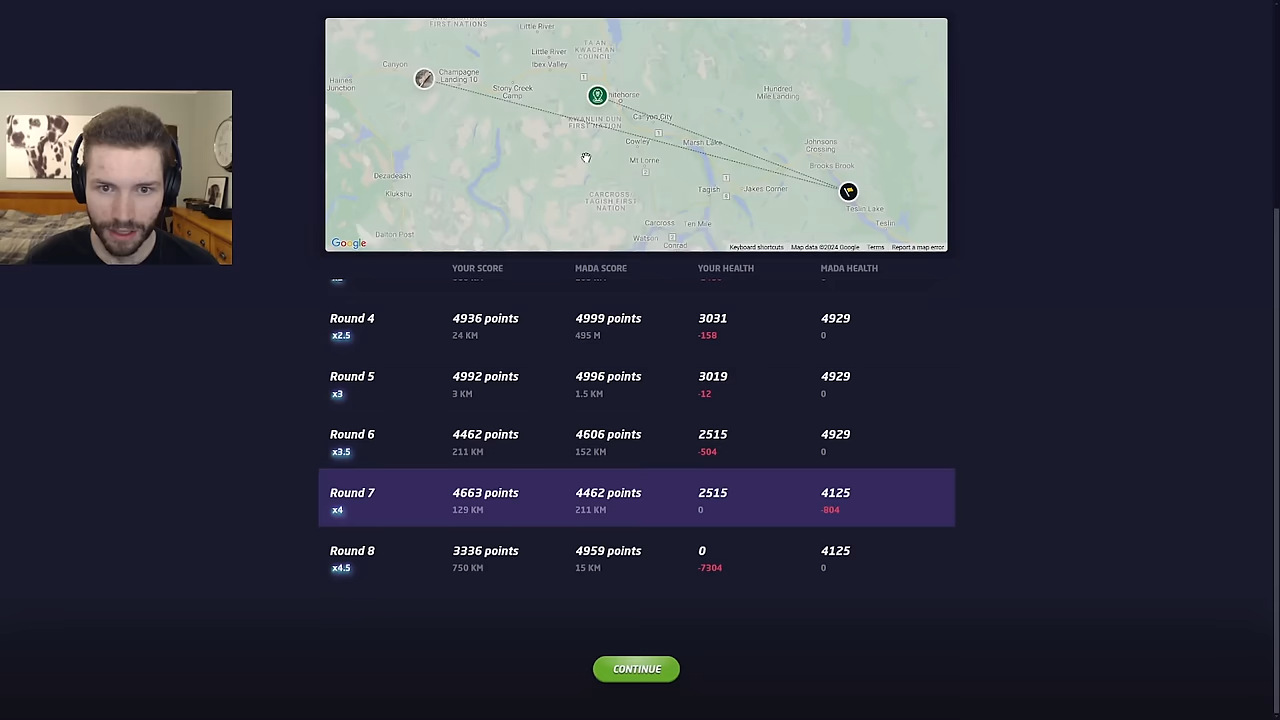 FIRST NATIONS
Little River
TA'AN
KWACH'AN
COUNCIL
Little River
Ibex Valley
Canyon
Champagne
Landing 10
Haines
Junction
Stony Creek
Camp
1
hitehorse
Hundred
Mile Landing
KWANLIN DUN
FIRST NATION
Canyon City
1
Cowley
Marsh Lake
Johnsons
Crossing
Mt Lorne
2
Brooks Brook
Dezadeash
Klukshu
1
Tagish
8
Jakes Corner
CARCROSS
TAGISH FIRST
NATION
Teslin Lake
Carcross
Ten Mile
Teslin
Dalton Post
Watson
Conrad
Google
Keyboard shortcuts
Map data ©2024 Google
Terms
Report a map error
YOUR SCORE MADA SCORE YOUR HEALTH MADA HEALTH
Round 4 4936 points 4999 points 3031 4929
x2.5 24 KM 495 M -158 0
Round 5 4992 points 4996 points 3019 4929
x3 3 KM 1.5 KM -12 0
Round 6 4462 points 4606 points 2515 4929
x3.5 211 KM 152 KM -504 0
Round 7 4663 points 4462 points 2515 4125
x4 129 KM 211 KM 0 -804
Round 8 3336 points 4959 points 0 4125
x4.5 750 KM 15 KM -7304 0
CONTINUE